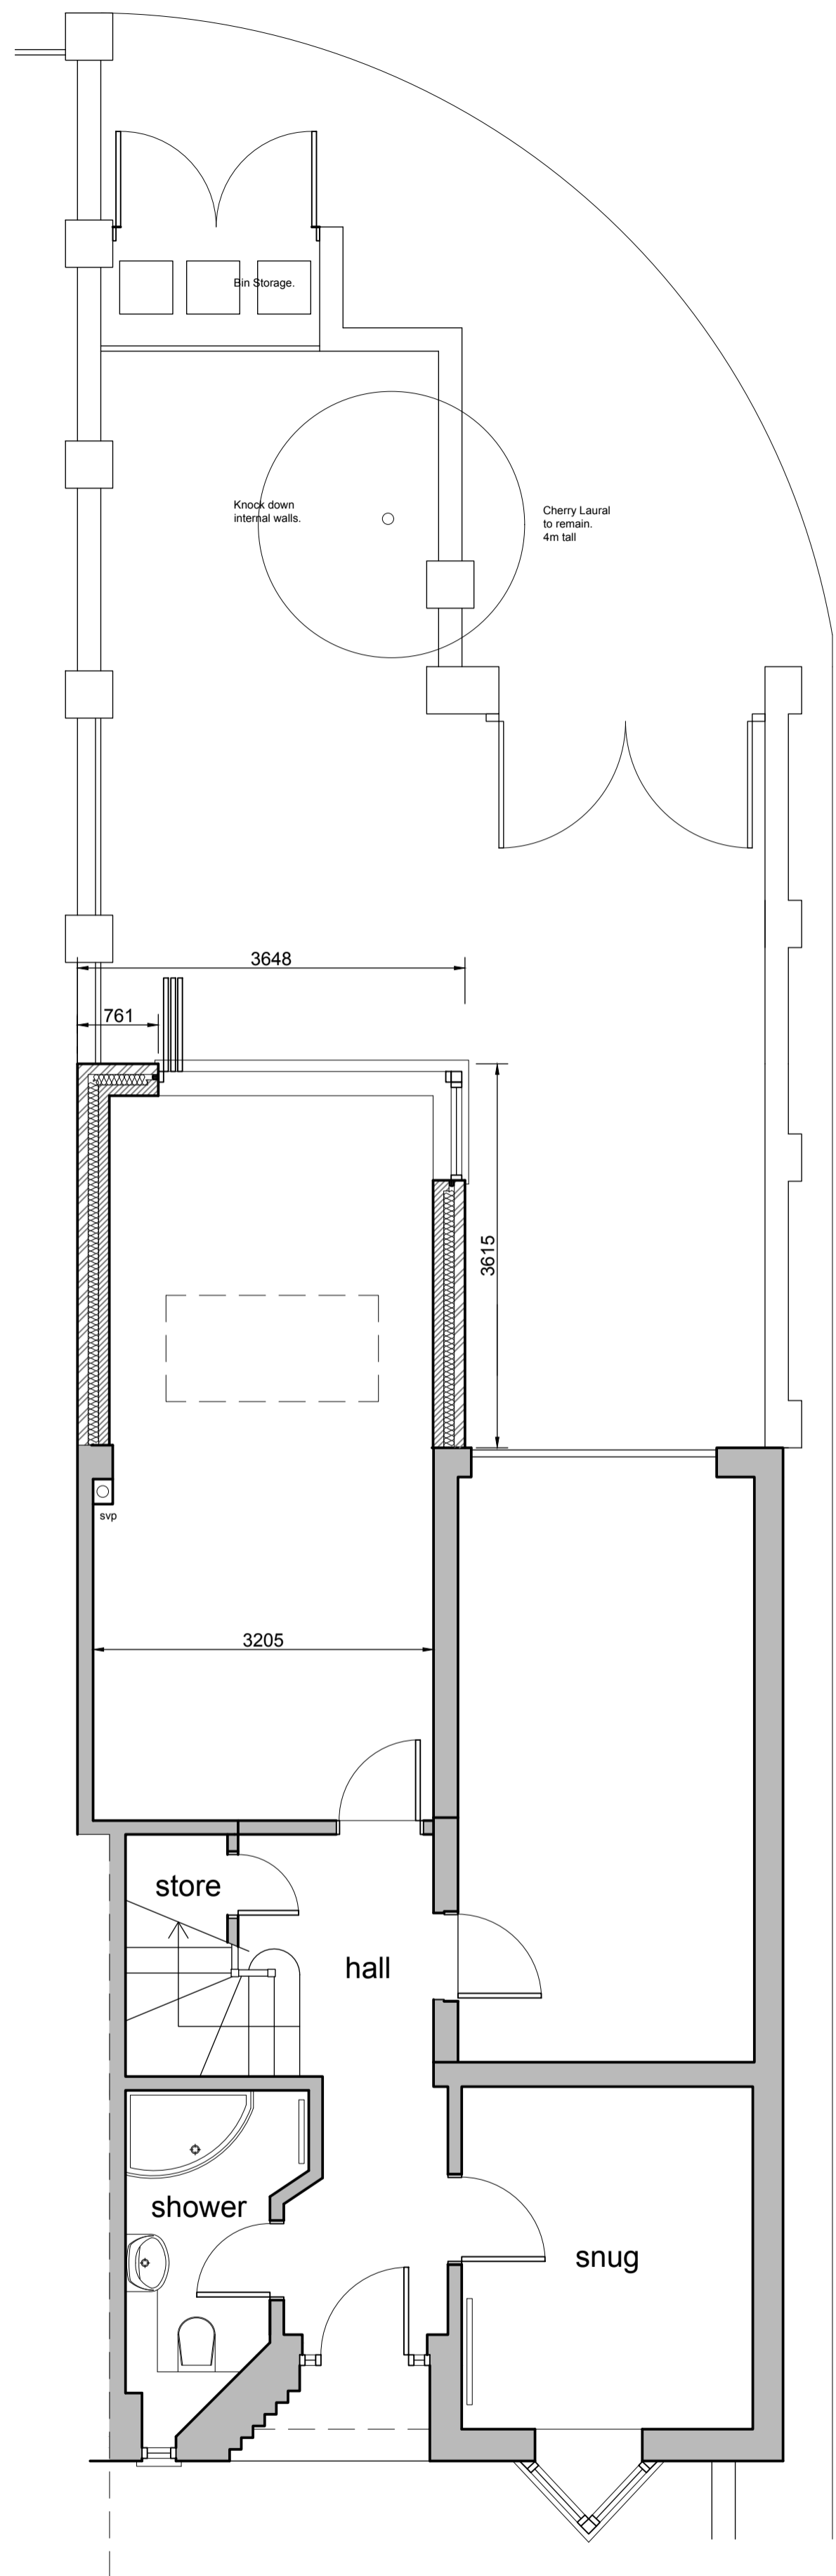 Bin Storage.
Knock down
internal walls.
Cherry Laural
to remain.
4m tall
3648
761
3615
svp
3205
store
hall
shower
snug